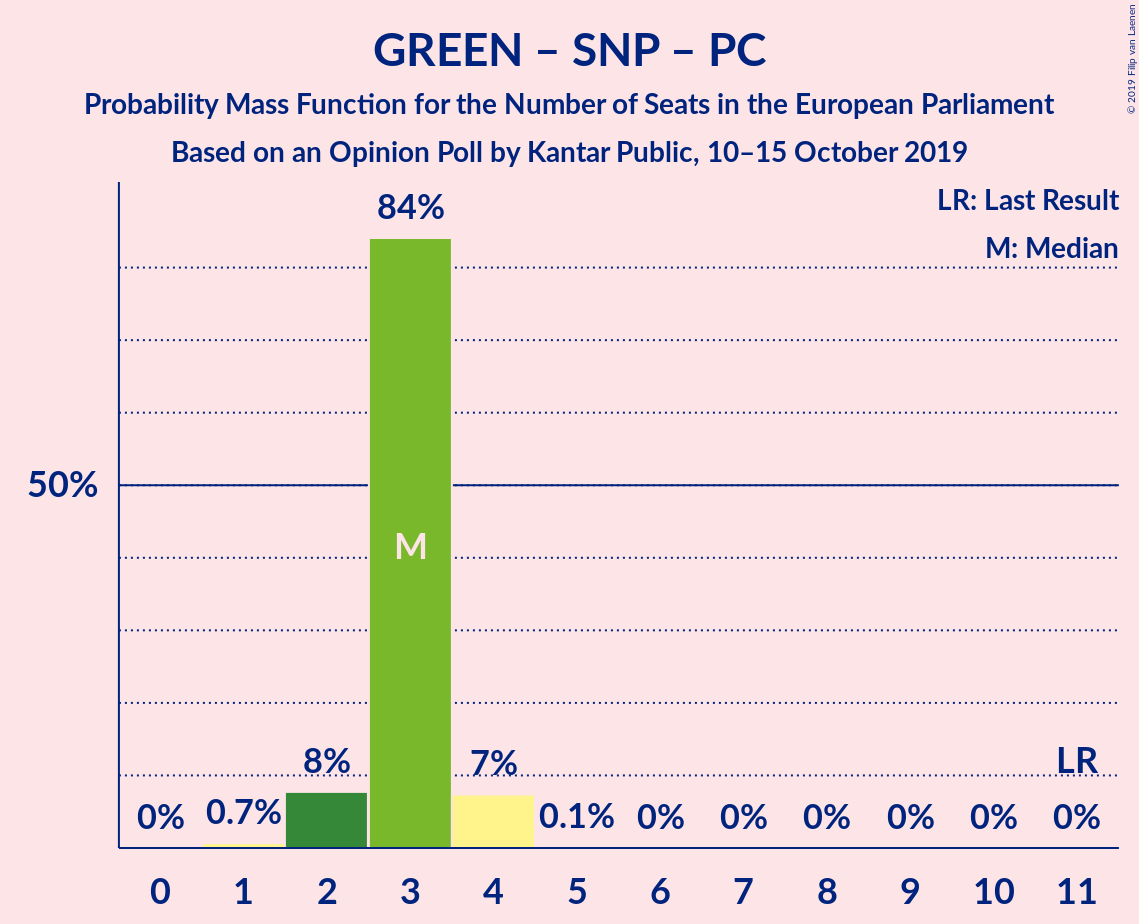 GREEN – SNP – PC
Probability Mass Function for the Number of Seats in the European Parliament
Based on an Opinion Poll by Kantar Public, 10–15 October 2019
© 2019 Filip van Laenen
LR: Last Result
M: Median
84%
50%
M
8%
7%
LR
0%
0.7%
0.1%
0%
0%
0%
0%
0%
0%
0 1 2 3 4 5 6 7 8 9 10 11